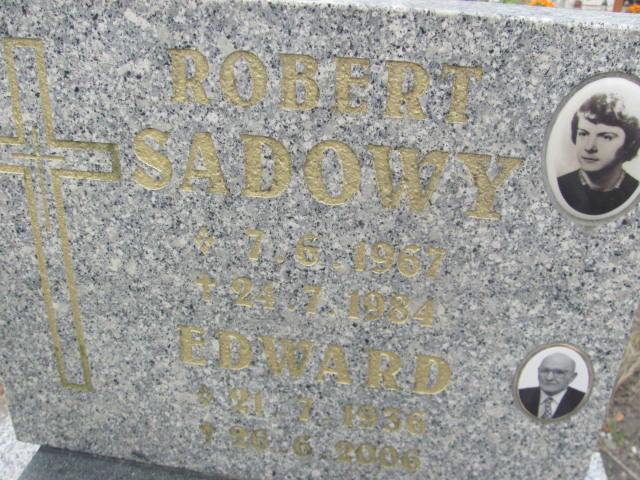 ROBERT
SADOWY
✡ 7.6.1967
† 24.7.1984
EDWARD
✡ 21.7.1936
† 26.6.2006